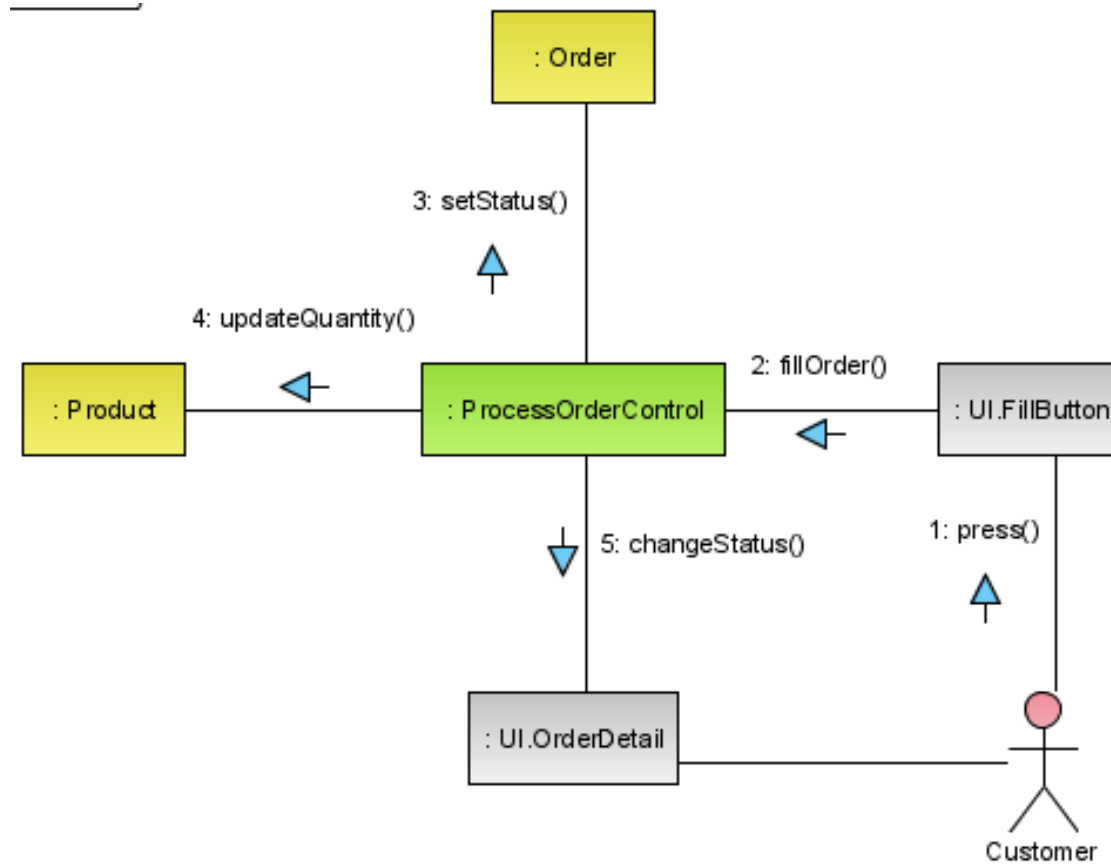 : Order
3: setStatus()
4: updateQuantity()
2: fillOrder()
: Product
: ProcessOrderControl
: UI.FillButton
5: changeStatus()
1: press()
: UI.OrderDetail
Customer